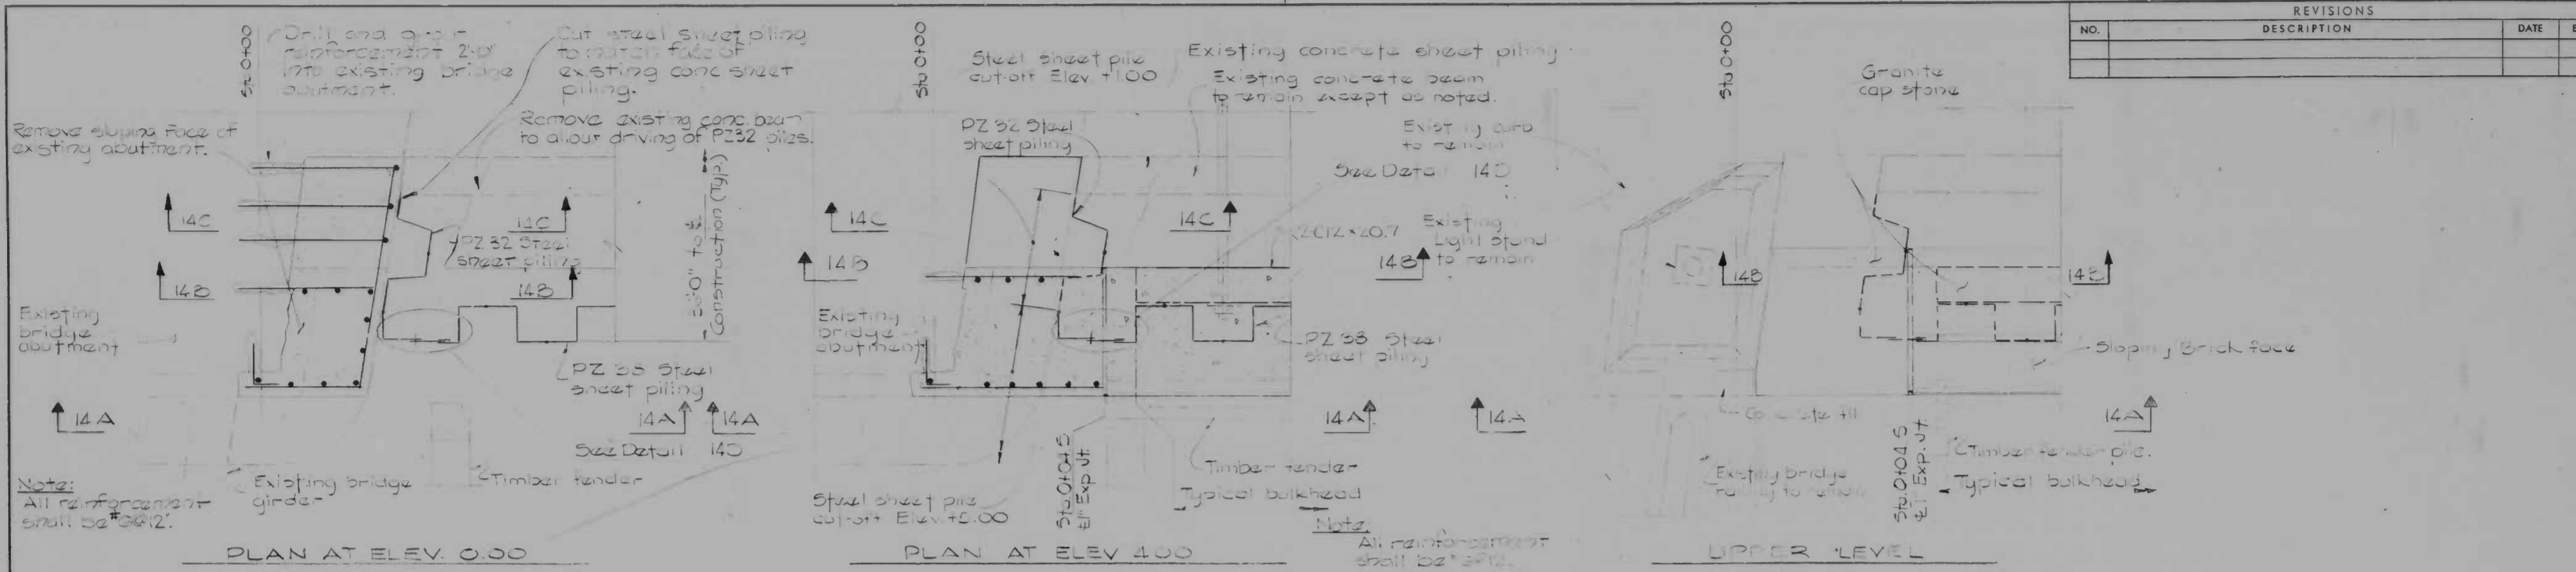 REVISIONS
NO. DESCRIPTION DATE
Sta 0+00
Drill and grout
reinforcement 2'-0"
into existing bridge
abutment.
Cut steel sheet piling
to match face of
existing conc sheet
piling.
Remove sloping face of
existing abutment.
Remove existing conc. beam
to allow driving of PZ32 piles.
14C
14C
PZ 32 Steel
sheet piling
14B
14B
Existing
bridge
abutment
to ℄
Construction (Typ)
PZ 38 Steel
sheet piling
14A
14A
See Detail 14D
Existing bridge
girder
Timber fender
Note:
All reinforcement
shall be
PLAN AT ELEV. 0.00
Sta 0+00
Steel sheet pile
cut-off Elev. +1.00
Existing concrete sheet piling
Existing concrete beam
to remain except as noted.
PZ 32 Steel
sheet piling
Existing curb
to remain
See Detail 14D
14C
14C
2C12×20.7
Existing
Light stand
to remain
14B
14B
Existing
bridge
abutment
PZ 38 Steel
sheet piling
14A
14A
Sta. 0+04.5
℄ 1" Exp. Jt.
Timber fender
Typical bulkhead
Steel sheet pile
cut-off Elev. +5.00
Note:
All reinforcement
shall be
PLAN AT ELEV 4.00
Sta 0+00
Granite
cap stone
14B
14B
Sloping Brick face
Concrete fill
14A
14A
Existing bridge
railing to remain
Sta. 0+04.5
℄ 1" Exp. Jt
Timber fender pile.
Typical bulkhead
UPPER LEVEL